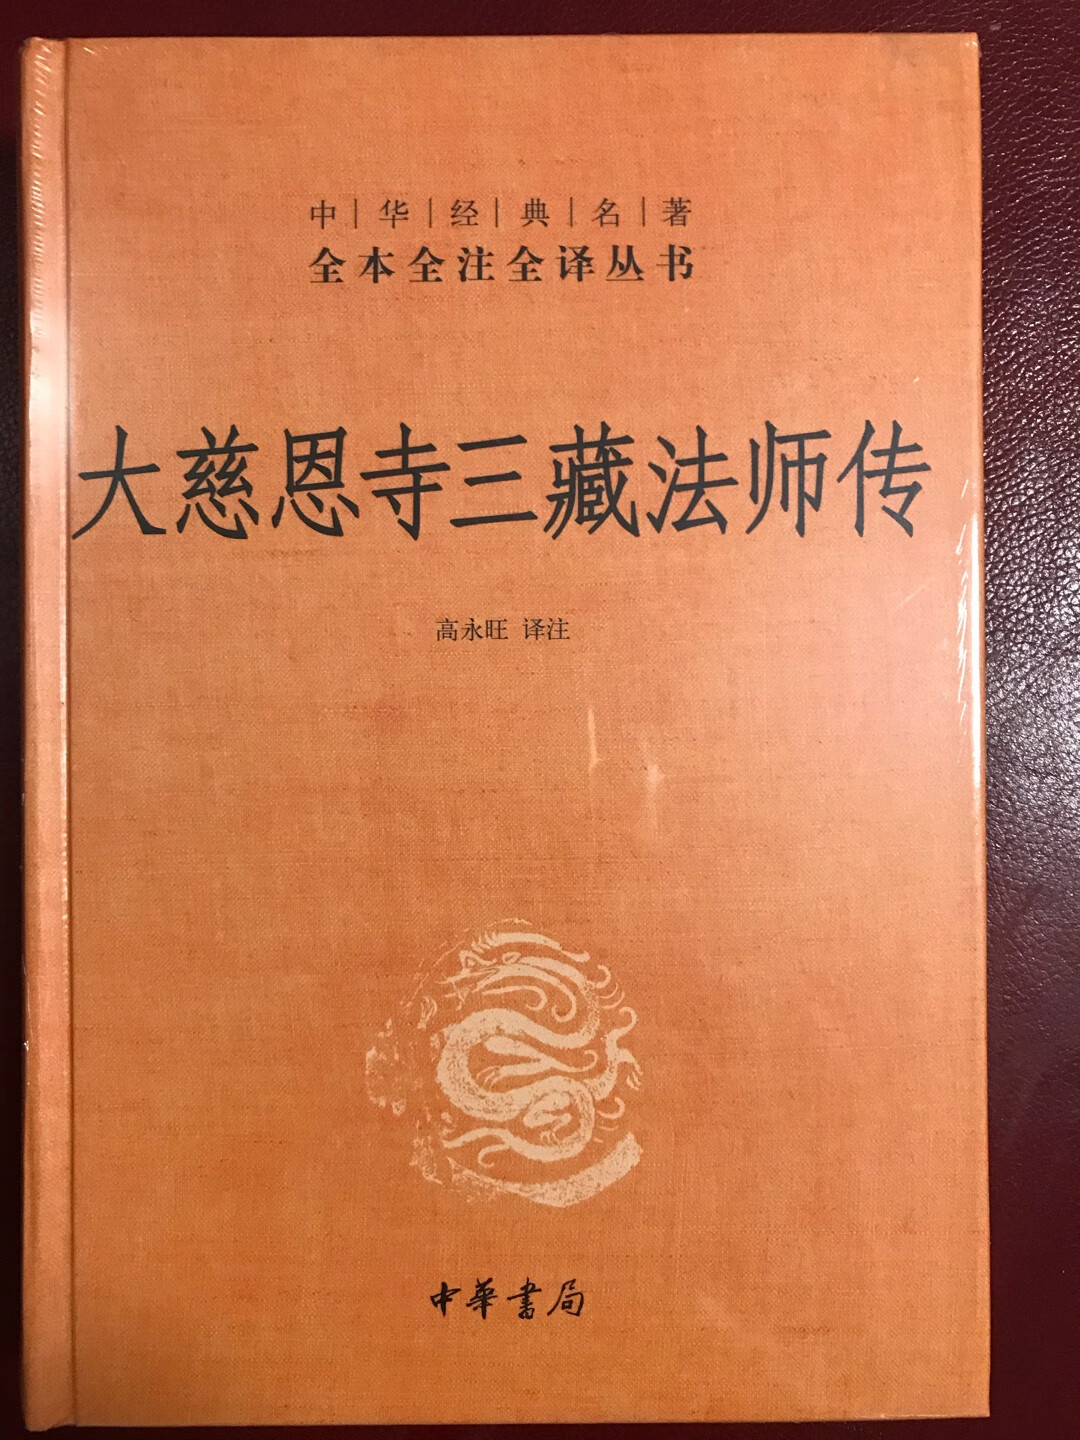 中|华|经|典|名|著
全本全注全译丛书
大慈恩寺三藏法师传
高永旺 译注
中華書局